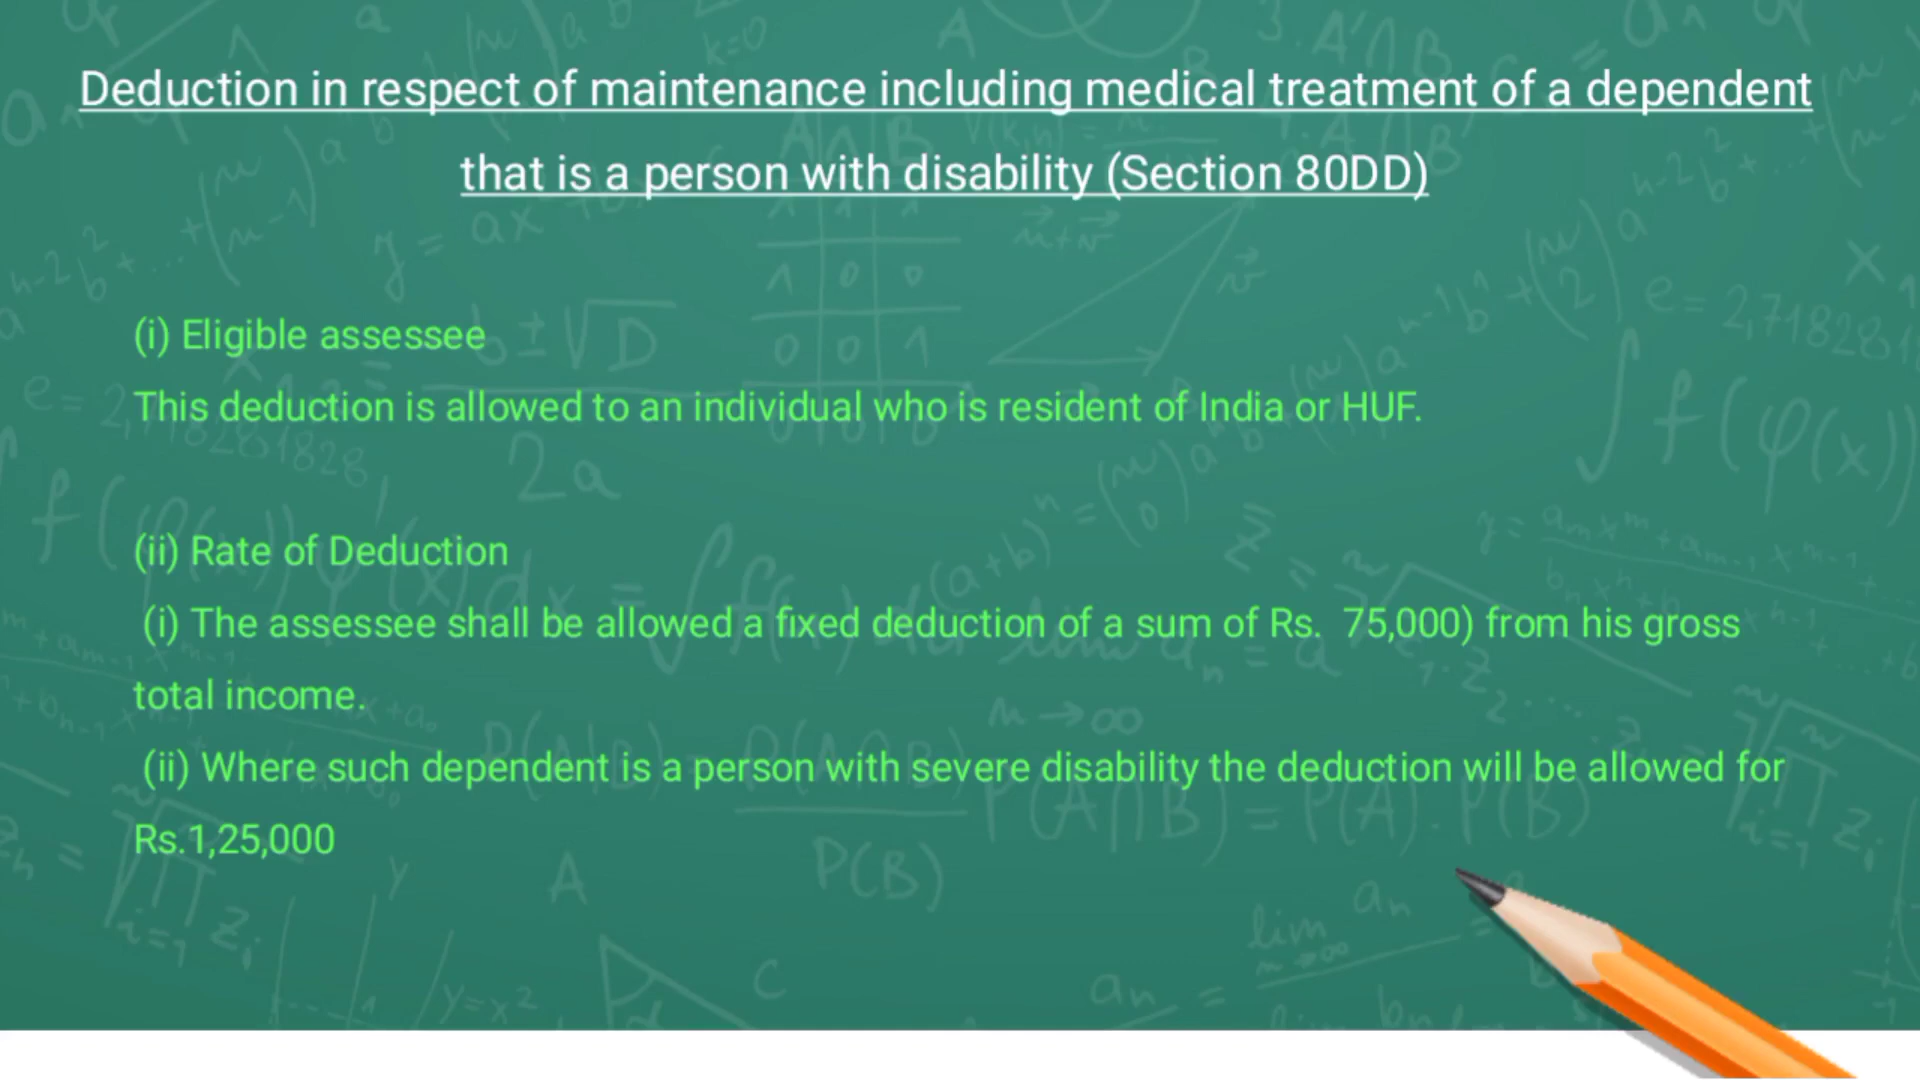 Deduction in respect of maintenance including medical treatment of a dependent
that is a person with disability (Section 80DD)
(i) Eligible assessee
This deduction is allowed to an individual who is resident of India or HUF.
(ii) Rate of Deduction
(i) The assessee shall be allowed a fixed deduction of a sum of Rs.  75,000) from his gross
total income.
(ii) Where such dependent is a person with severe disability the deduction will be allowed for
Rs.1,25,000